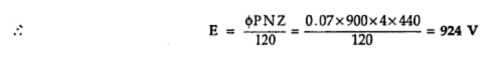 ∴ E = φPNZ/120 = 0.07×900×4×440/120 = 924 V